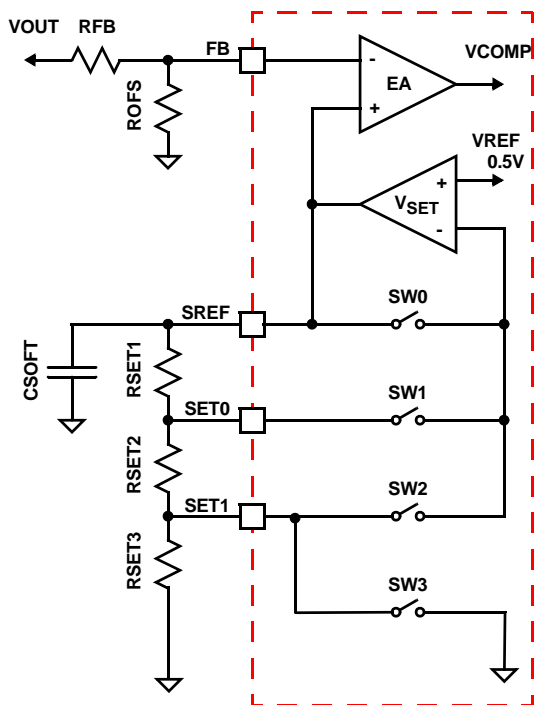 VOUT RFB FB
ROFS
-
EA
+
VCOMP
VREF
0.5V
+
VSET
-
SREF SW0
CSOFT
RSET1
SET0 SW1
RSET2
SET1 SW2
RSET3
SW3